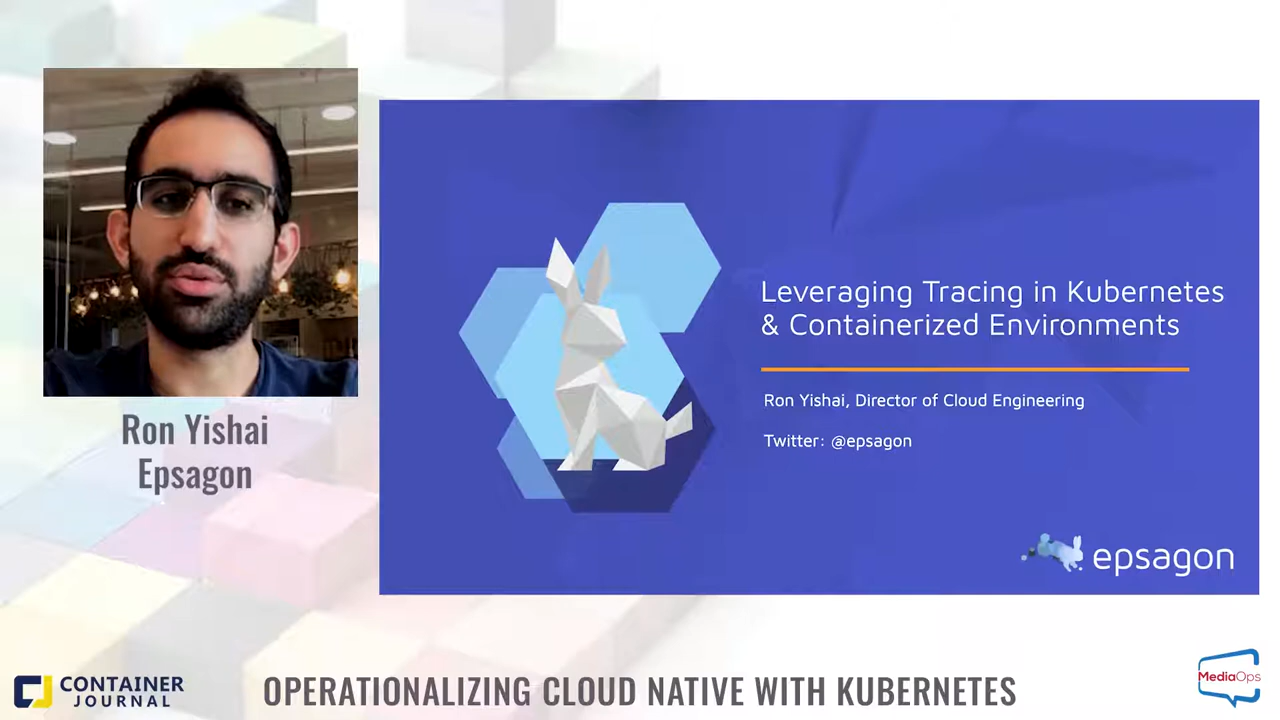 Ron Yishai
Epsagon
Leveraging Tracing in Kubernetes
& Containerized Environments
Ron Yishai, Director of Cloud Engineering
Twitter: @epsagon
epsagon
CONTAINER
JOURNAL
OPERATIONALIZING CLOUD NATIVE WITH KUBERNETES
MediaOps